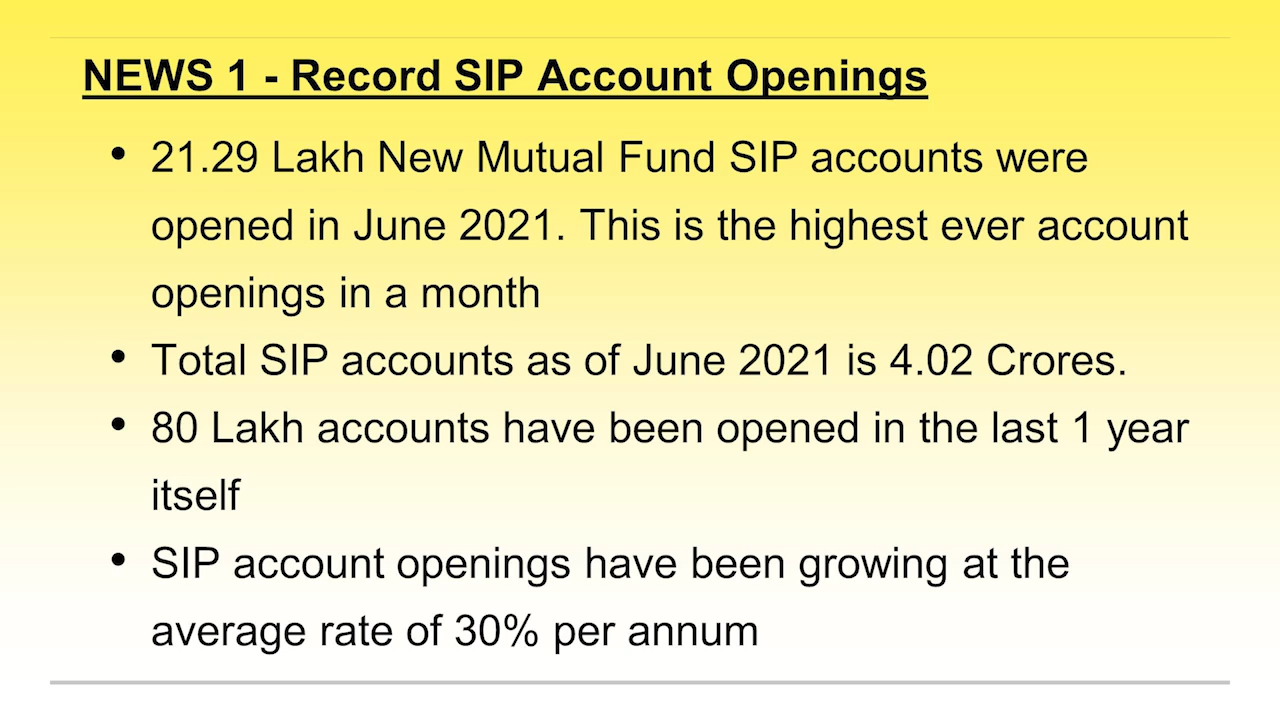 NEWS 1 - Record SIP Account Openings
• 21.29 Lakh New Mutual Fund SIP accounts were
opened in June 2021. This is the highest ever account
openings in a month
• Total SIP accounts as of June 2021 is 4.02 Crores.
• 80 Lakh accounts have been opened in the last 1 year
itself
• SIP account openings have been growing at the
average rate of 30% per annum